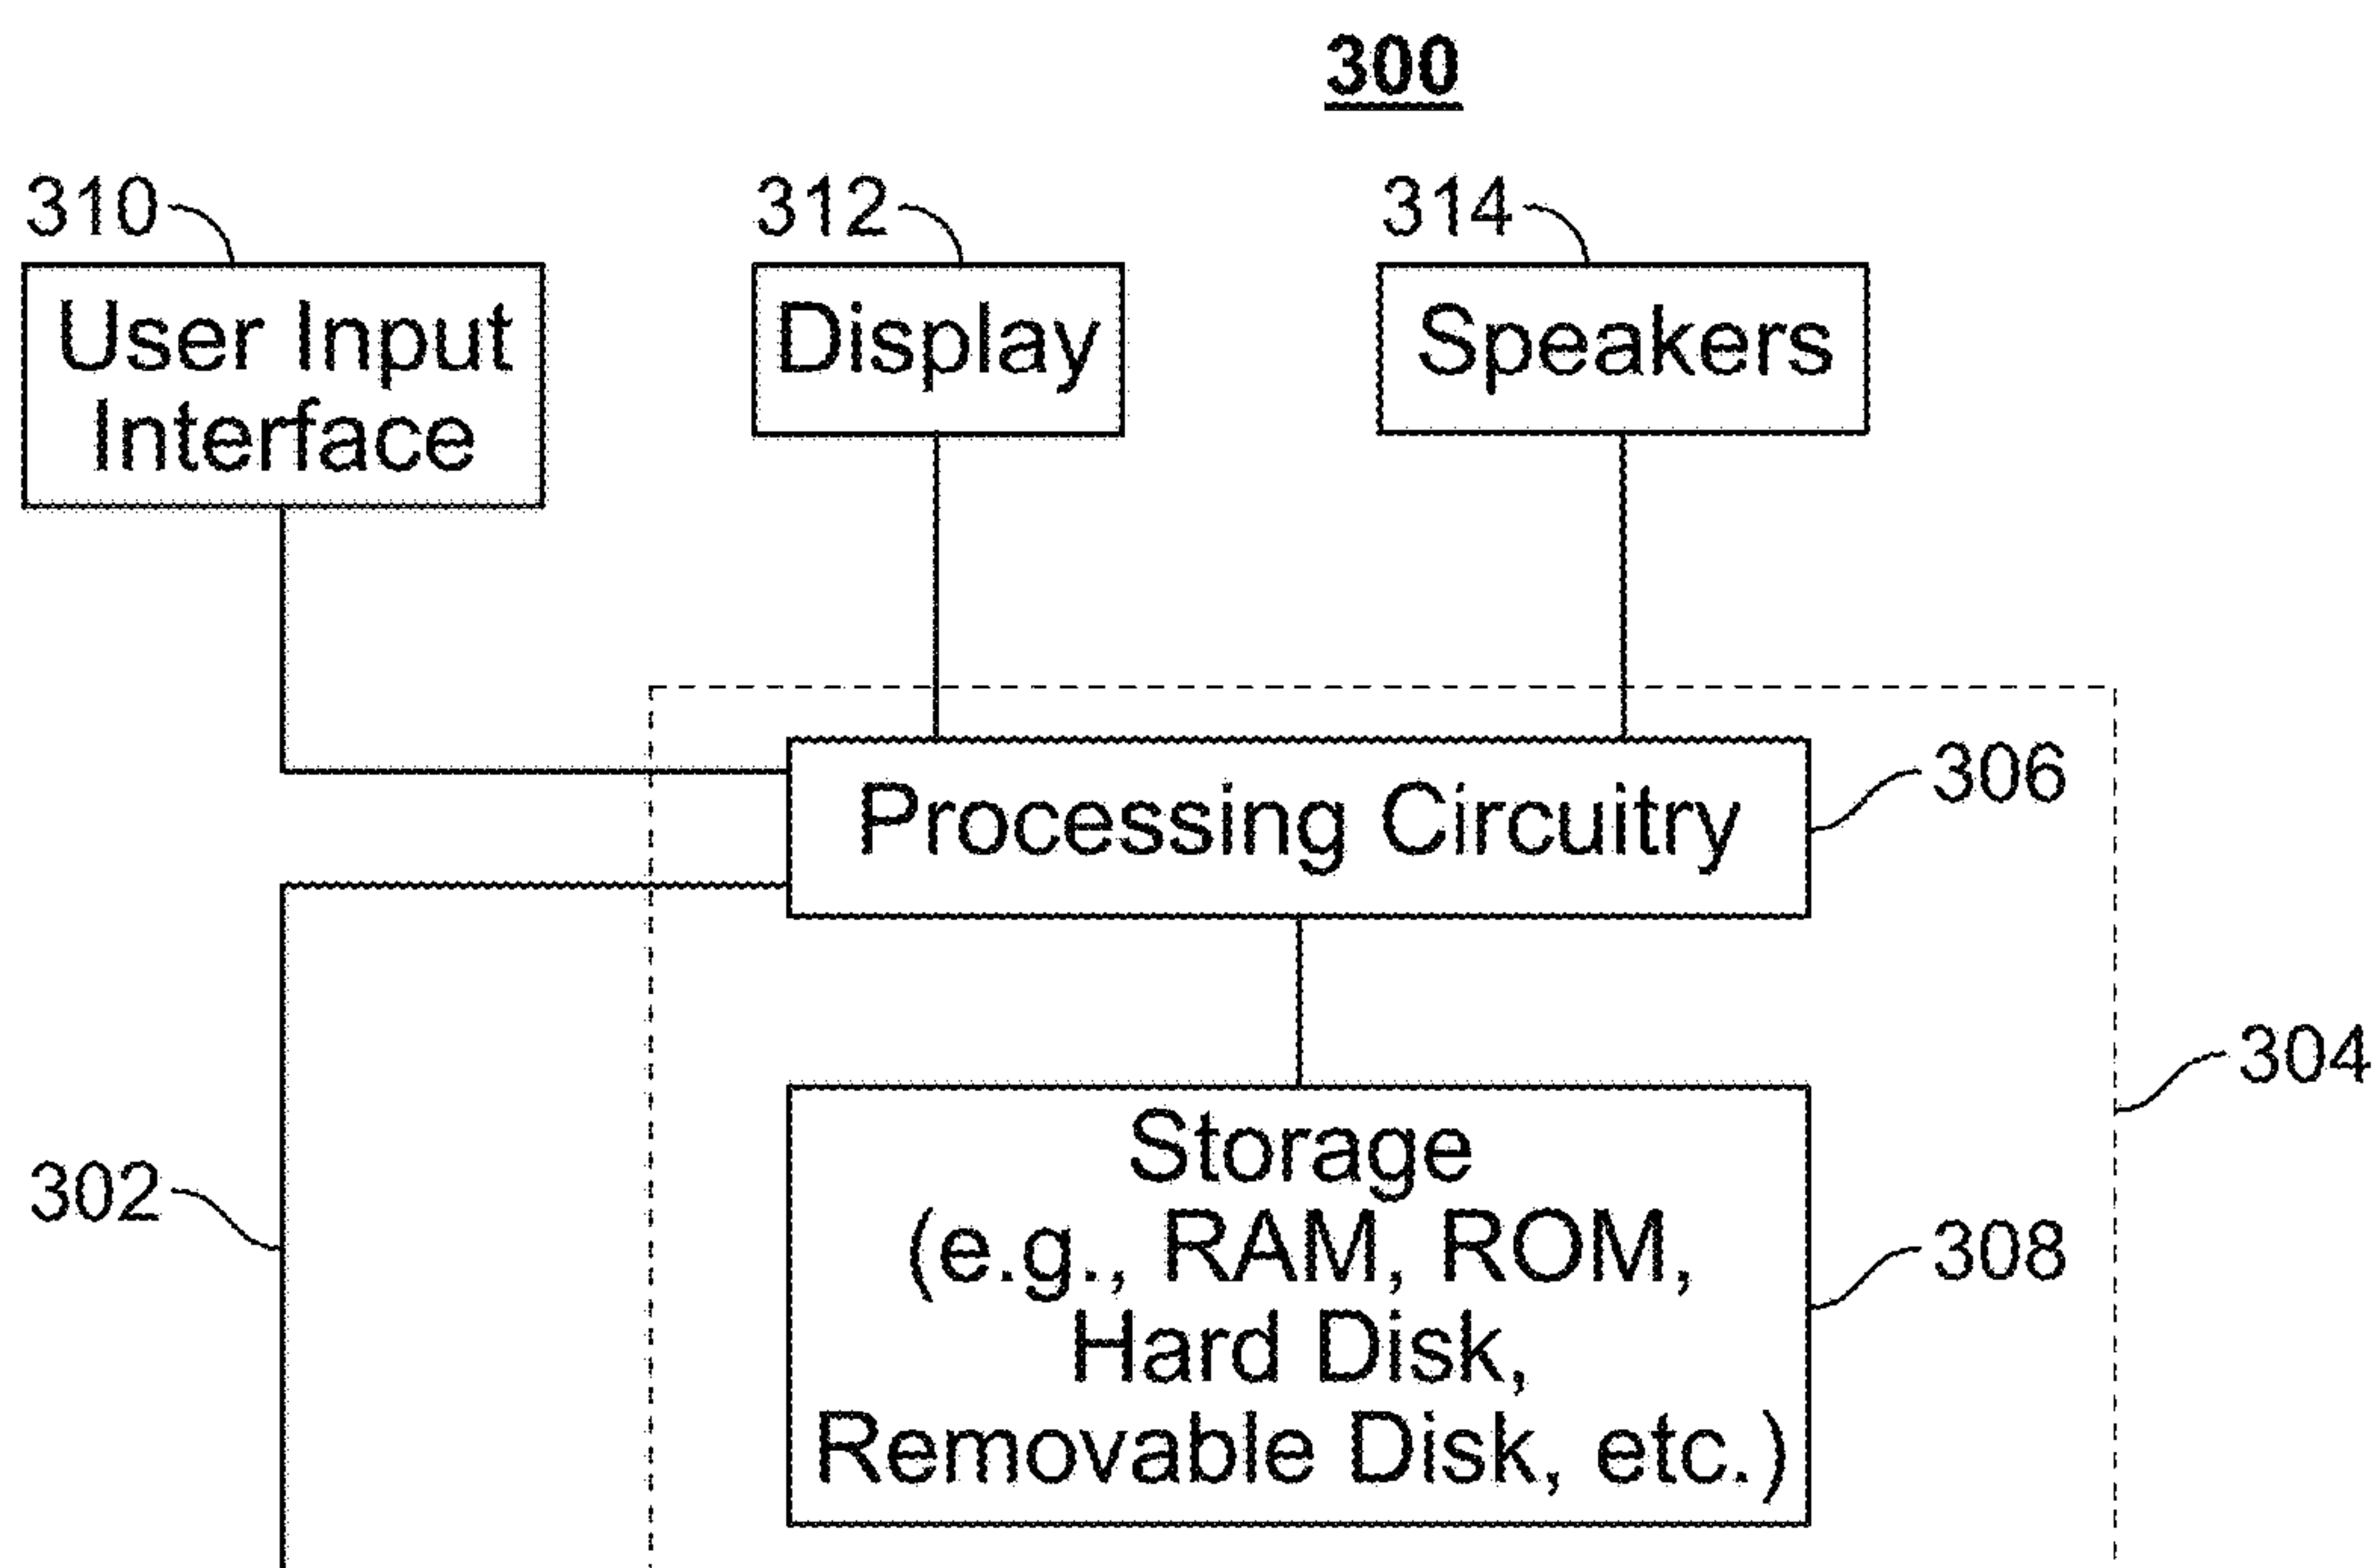 300
310
312
314
User Input
Interface
Display
Speakers
Processing Circuitry
306
304
302
Storage
(e.g., RAM, ROM,
Hard Disk,
Removable Disk, etc.)
308